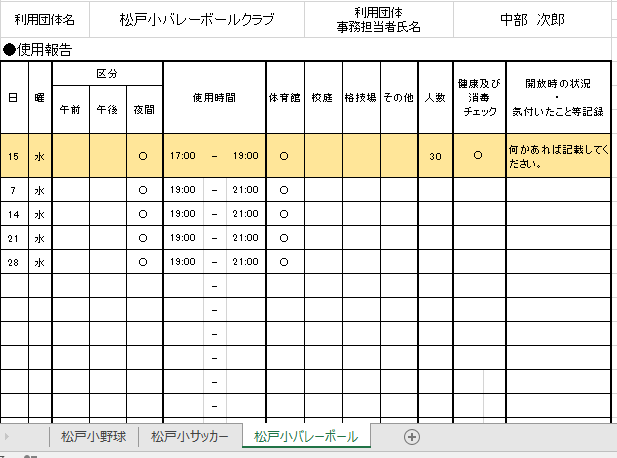 利用団体名 松戸小バレーボールクラブ 利用団体 事務担当者氏名 中部 次郎
●使用報告
日 曜 区分 使用時間 体育館 校庭 格技場 その他 人数 健康及び消毒チェック 開放時の状況・気付いたこと等記録
午前 午後 夜間
15 水 ○ 17:00 - 19:00 ○ 30 ○ 何かあれば記載してください。
7 水 ○ 19:00 - 21:00 ○
14 水 ○ 19:00 - 21:00 ○
21 水 ○ 19:00 - 21:00 ○
28 水 ○ 19:00 - 21:00 ○
-
-
-
-
-
-
松戸小野球 松戸小サッカー 松戸小バレーボール